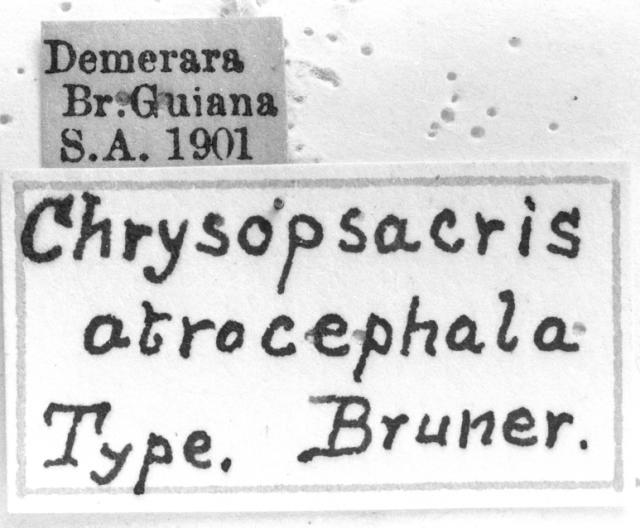 Demerara
Br.Guiana
S.A. 1901
Chrysopsacris
atrocephala
Type. Bruner.